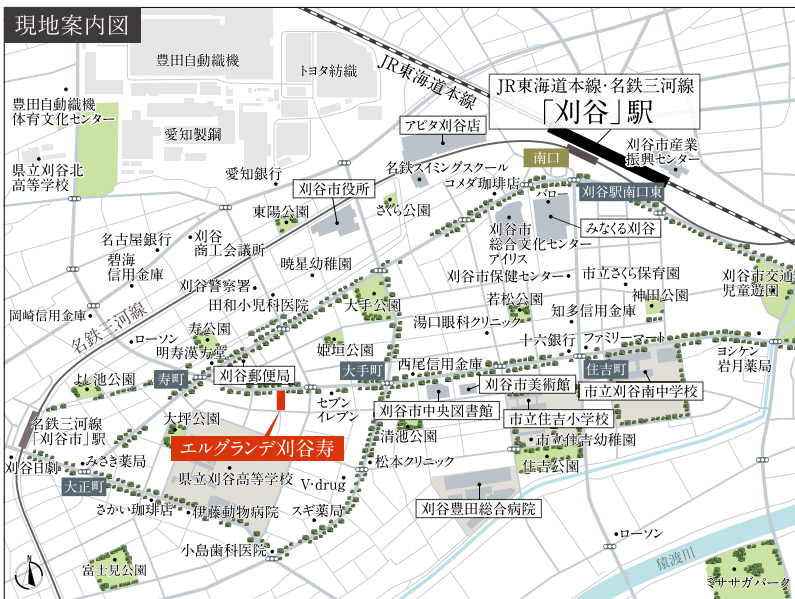 現地案内図
豊田自動織機
トヨタ紡織
JR東海道本線
JR東海道本線・名鉄三河線
「刈谷」駅
豊田自動織機
体育文化センター
愛知製鋼
アピタ刈谷店
刈谷市産業
振興センター
南口
県立刈谷北
高等学校
愛知銀行
名鉄スイミングスクール
コメダ珈琲店
刈谷駅南口東
刈谷市役所
バロー
東陽公園
さくら公園
みなくる刈谷
刈谷市
総合文化センター
アイリス
名古屋銀行
刈谷
商工会議所
碧海
信用金庫
暁星幼稚園
刈谷市保健センター
市立さくら保育園
刈谷市交通
児童遊園
刈谷警察署
田和小児科医院
大手公園
若松公園
神田公園
岡崎信用金庫
名鉄三河線
知多信用金庫
湯口眼科クリニック
ローソン
寿公園
明寿漢方堂
姫垣公園
十六銀行
ファミリーマート
ヨシケン
岩月薬局
よし池公園
寿町
刈谷郵便局
大手町
西尾信用金庫
住吉町
刈谷市美術館
市立刈谷南中学校
セブン
イレブン
刈谷市中央図書館
市立住吉小学校
名鉄三河線
「刈谷市」駅
大坪公園
エルグランデ刈谷寿
清池公園
市立住吉幼稚園
刈谷日劇
みさき薬局
松本クリニック
住吉公園
県立刈谷高等学校
V・drug
大正町
さかい珈琲店
伊藤動物病院
スギ薬局
刈谷豊田総合病院
小島歯科医院
ローソン
富士見公園
猿渡川
ミササガパーク
N